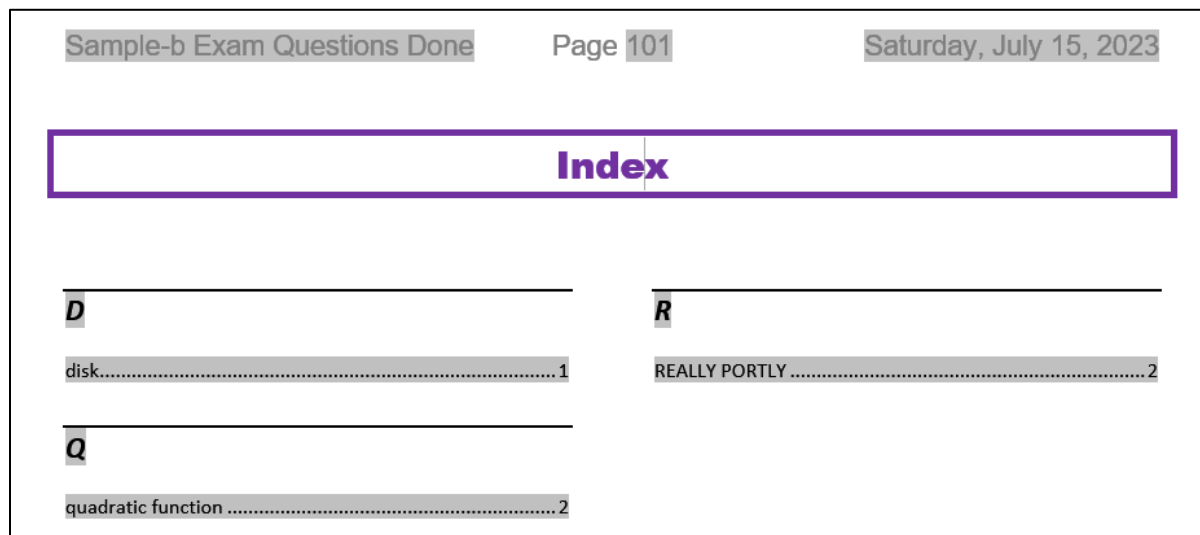 Sample-b Exam Questions Done Page 101 Saturday, July 15, 2023
Index
D
disk.......................................................................................1
Q
quadratic function ...............................................................2
R
REALLY PORTLY ....................................................................2